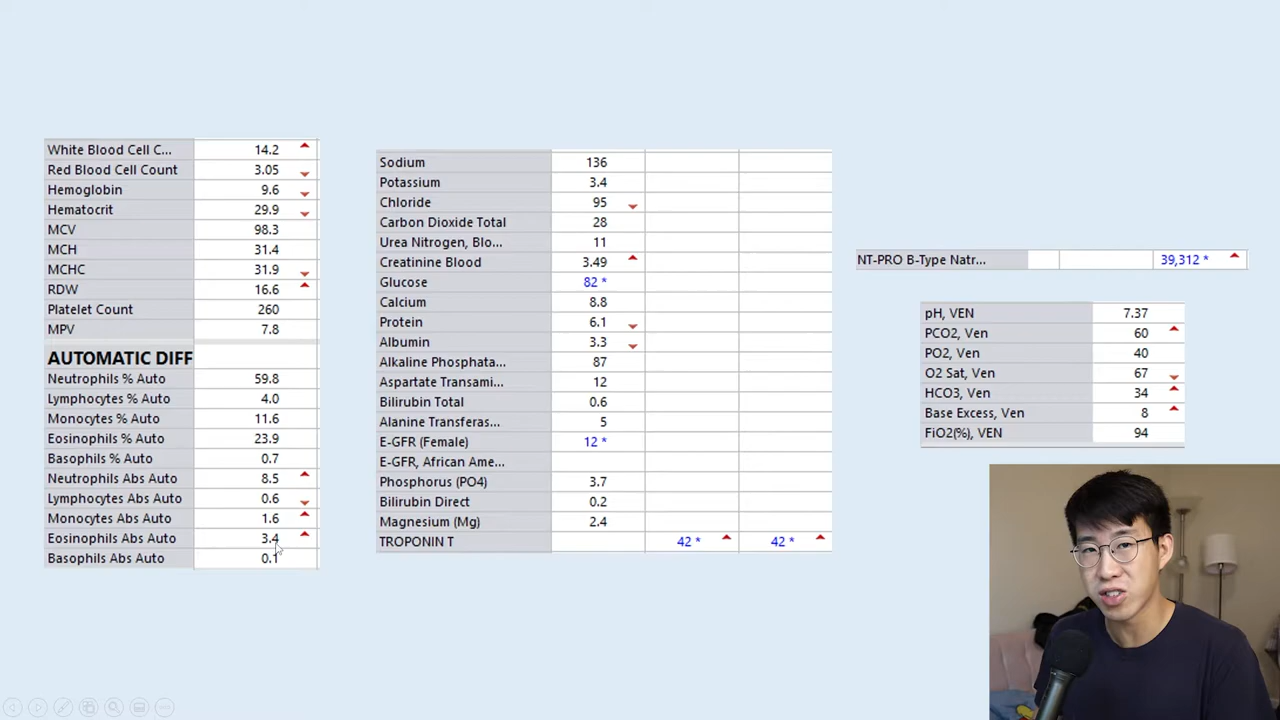 White Blood Cell C... 14.2
Red Blood Cell Count 3.05
Hemoglobin 9.6
Hematocrit 29.9
MCV 98.3
MCH 31.4
MCHC 31.9
RDW 16.6
Platelet Count 260
MPV 7.8
AUTOMATIC DIFF
Neutrophils % Auto 59.8
Lymphocytes % Auto 4.0
Monocytes % Auto 11.6
Eosinophils % Auto 23.9
Basophils % Auto 0.7
Neutrophils Abs Auto 8.5
Lymphocytes Abs Auto 0.6
Monocytes Abs Auto 1.6
Eosinophils Abs Auto 3.4
Basophils Abs Auto 0.1
Sodium 136
Potassium 3.4
Chloride 95
Carbon Dioxide Total 28
Urea Nitrogen, Blo... 11
Creatinine Blood 3.49
Glucose 82 *
Calcium 8.8
Protein 6.1
Albumin 3.3
Alkaline Phosphata... 87
Aspartate Transami... 12
Bilirubin Total 0.6
Alanine Transferas... 5
E-GFR (Female) 12 *
E-GFR, African Ame...
Phosphorus (PO4) 3.7
Bilirubin Direct 0.2
Magnesium (Mg) 2.4
TROPONIN T 42 * 42 *
NT-PRO B-Type Natr... 39,312 *
pH, VEN 7.37
PCO2, Ven 60
PO2, Ven 40
O2 Sat, Ven 67
HCO3, Ven 34
Base Excess, Ven 8
FiO2(%), VEN 94